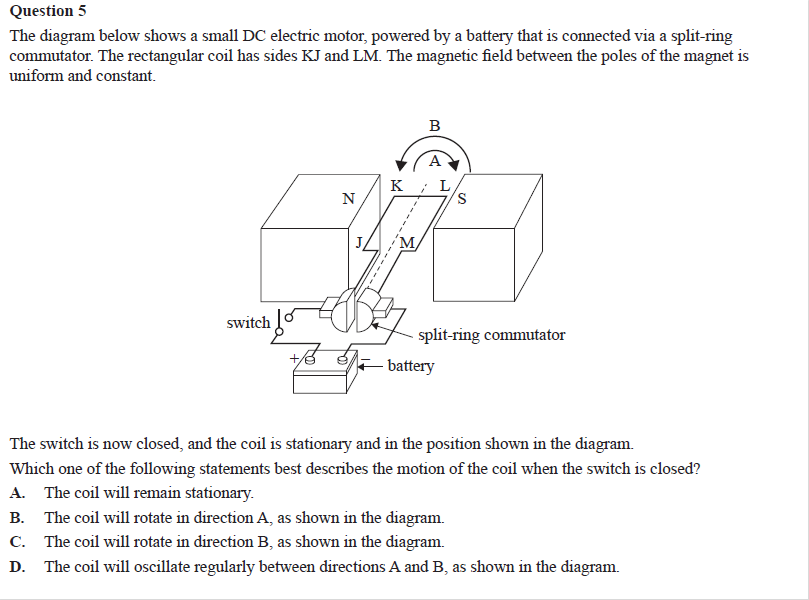 Question 5
The diagram below shows a small DC electric motor, powered by a battery that is connected via a split-ring
commutator. The rectangular coil has sides KJ and LM. The magnetic field between the poles of the magnet is
uniform and constant.
B
A
K L
N S
J M
switch
split-ring commutator
+ –
battery
The switch is now closed, and the coil is stationary and in the position shown in the diagram.
Which one of the following statements best describes the motion of the coil when the switch is closed?
A. The coil will remain stationary.
B. The coil will rotate in direction A, as shown in the diagram.
C. The coil will rotate in direction B, as shown in the diagram.
D. The coil will oscillate regularly between directions A and B, as shown in the diagram.